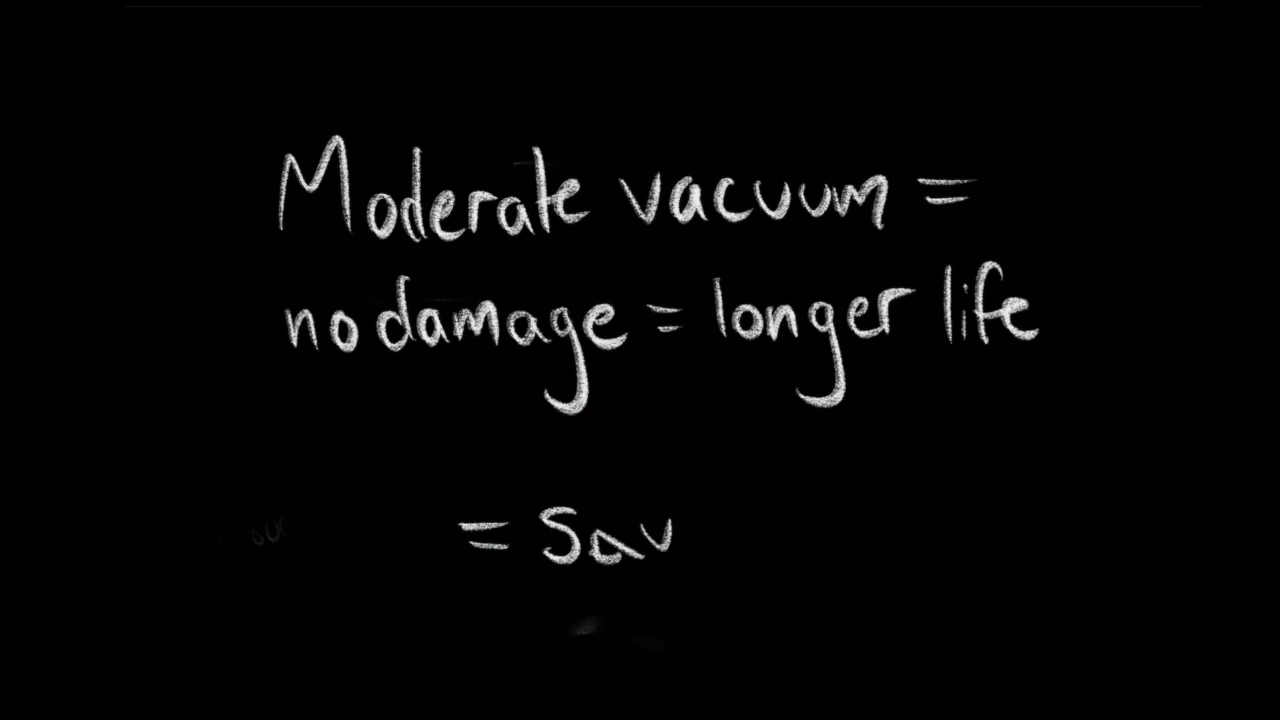 Moderate vacuum =
no damage = longer life
= Sav